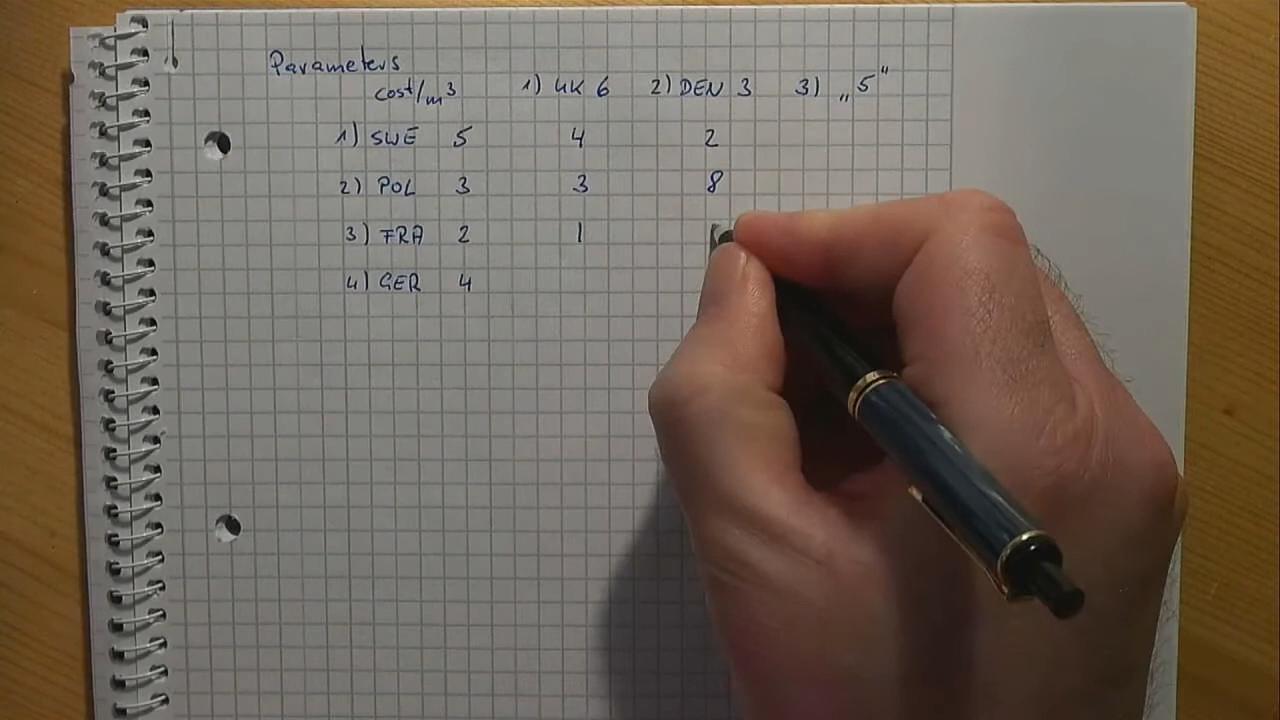 Parameters
cost/m³ 1) UK 6 2) DEN 3 3) „5"
1) SWE 5 4 2
2) POL 3 3 8
3) FRA 2 1
4) GER 4